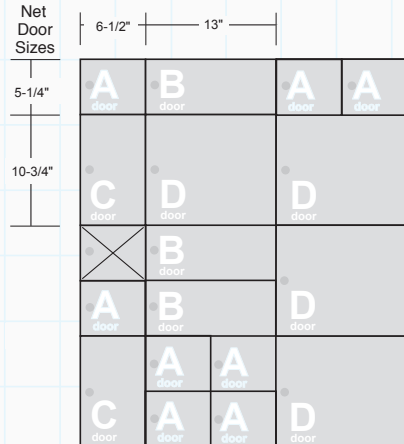 Net
Door
Sizes
6-1/2" 13"
5-1/4"
10-3/4"
A B A A
door door door door
C D D
door door door
B
door
A B D
door door door
A A
door door
C A A D
door door door door